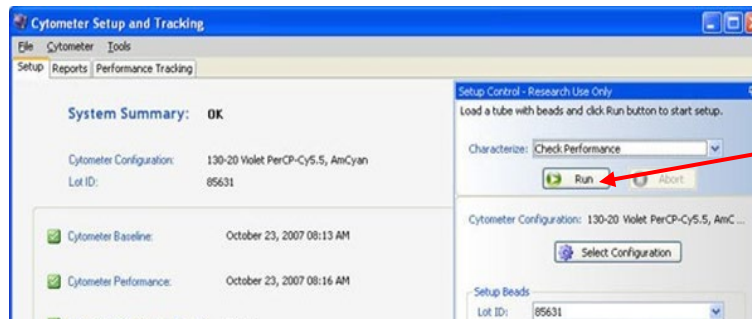 Cytometer Setup and Tracking
File Cytometer Tools
Setup Reports Performance Tracking
System Summary: OK
Cytometer Configuration: 130-20 Violet PerCP-Cy5.5, AmCyan
Lot ID: 85631
Cytometer Baseline: October 23, 2007 08:13 AM
Cytometer Performance: October 23, 2007 08:16 AM
Setup Control - Research Use Only
Load a tube with beads and click Run button to start setup.
Characterize: Check Performance
Run Abort
Cytometer Configuration: 130-20 Violet PerCP-Cy5.5, AmC ...
Select Configuration
Setup Beads
Lot ID: 85631